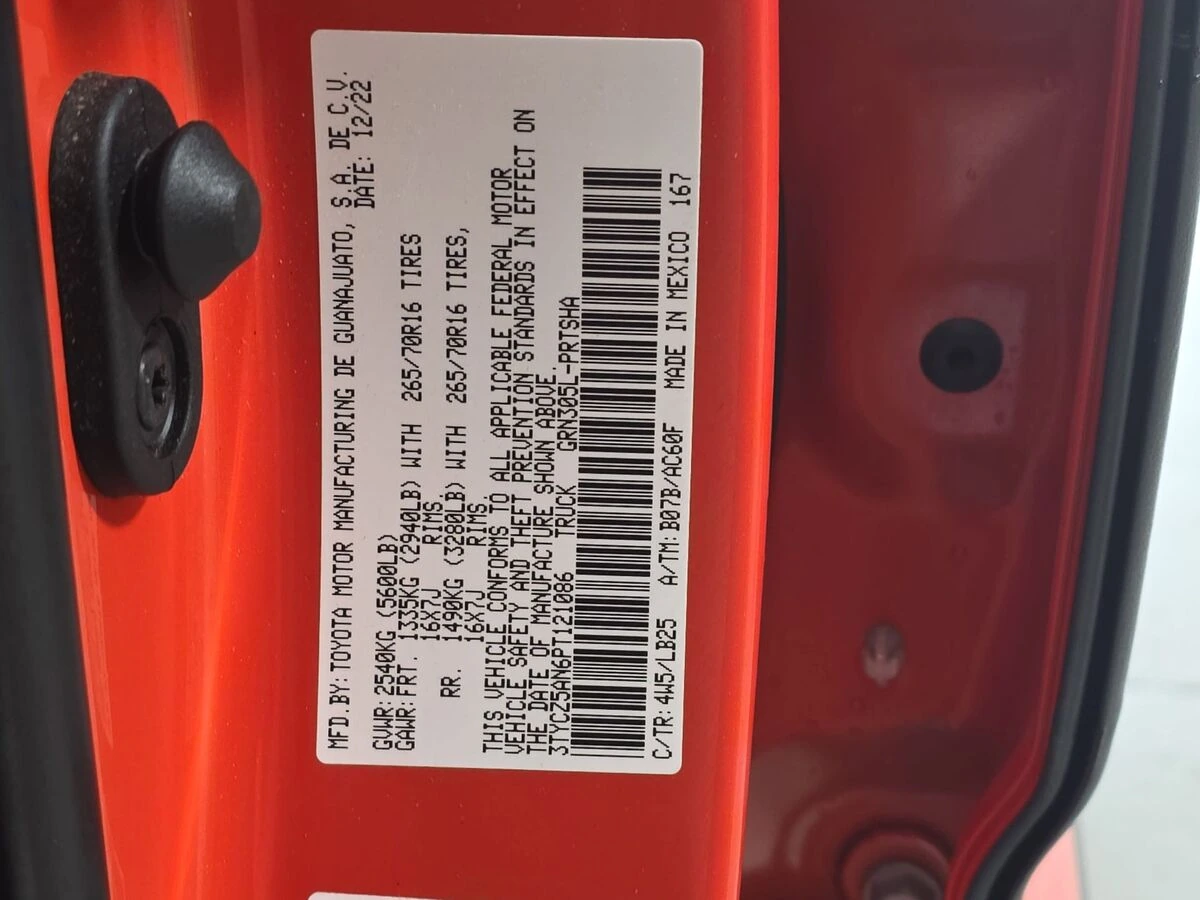 MFD.BY:TOYOTA MOTOR MANUFACTURING DE GUANAJUATO, S.A. DE C.V.
DATE: 12/22
GVWR:2540KG (5600LB)
GAWR:FRT. 1335KG (2940LB) WITH 265/70R16 TIRES
16X7J RIMS,
RR. 1490KG (3280LB) WITH 265/70R16 TIRES,
16X7J RIMS.
THIS VEHICLE CONFORMS TO ALL APPLICABLE FEDERAL MOTOR
VEHICLE SAFETY AND THEFT PREVENTION STANDARDS IN EFFECT ON
THE DATE OF MANUFACTURE SHOWN ABOVE.
3TYCZ5AN6PT121086 TRUCK GRN305L-PRTSHA
C/TR:4W5/LB25 A/TM:B07B/AC60F MADE IN MEXICO 167